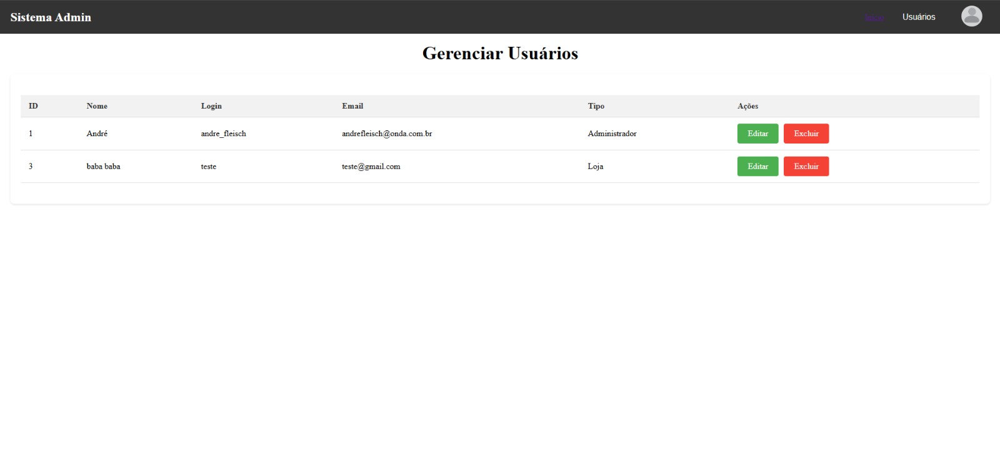 Sistema Admin
Início Usuários
Gerenciar Usuários
ID Nome Login Email Tipo Ações
1 André andre_fleisch andrefleisch@onda.com.br Administrador Editar Excluir
3 baba baba teste teste@gmail.com Loja Editar Excluir